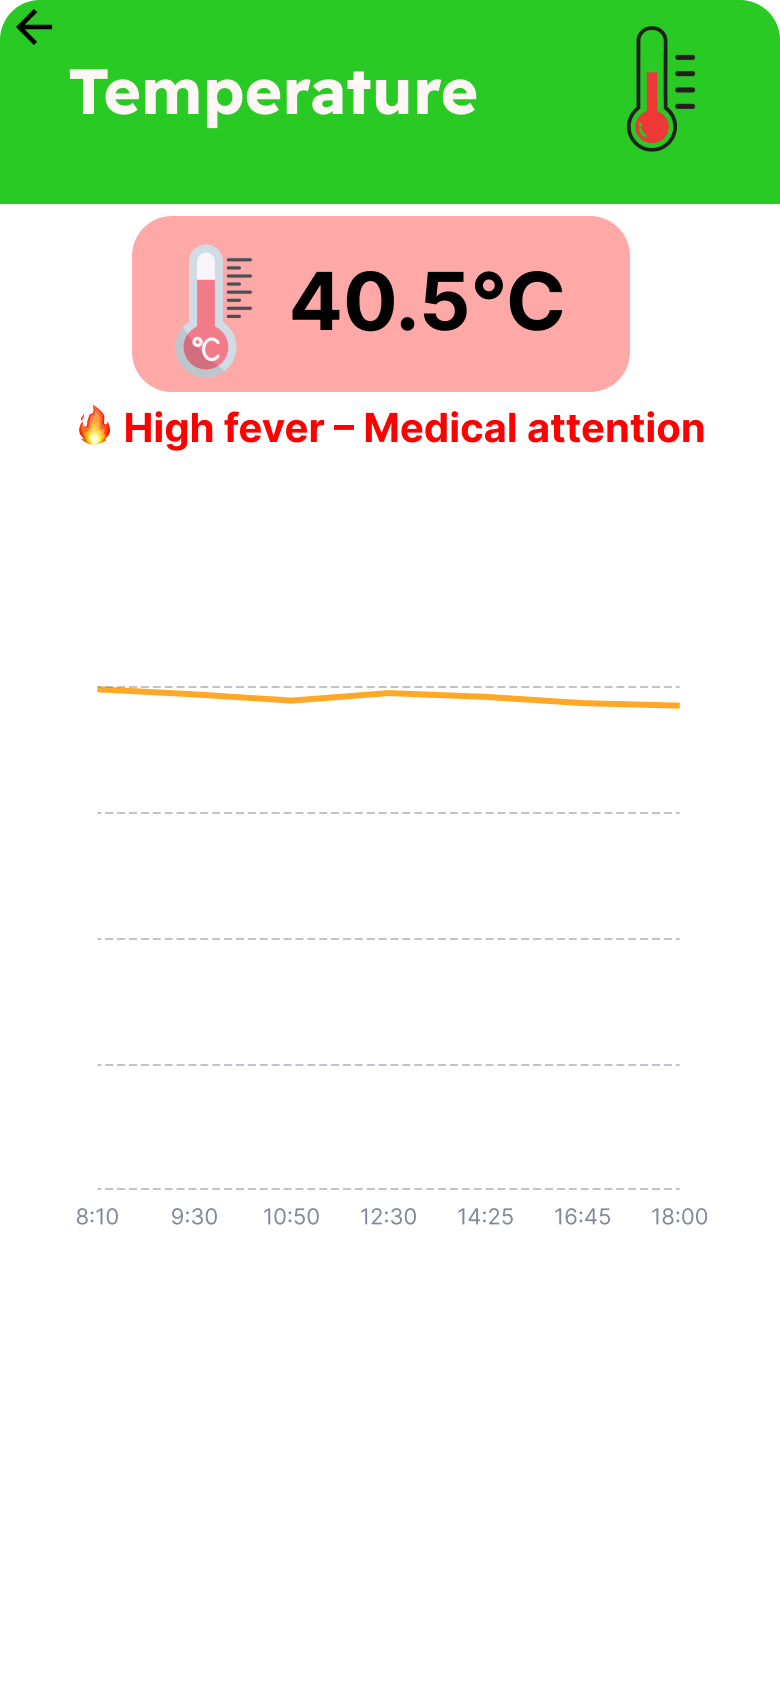 Temperature
°C
40.5°C
🔥 High fever – Medical attention
8:10 9:30 10:50 12:30 14:25 16:45 18:00